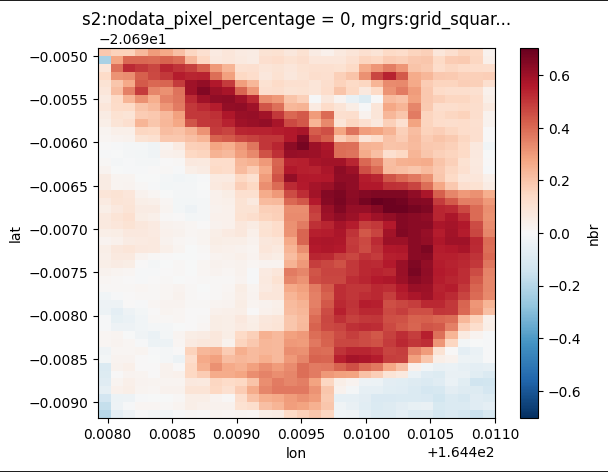 s2:nodata_pixel_percentage = 0, mgrs:grid_squar...
−2.069e1
−0.0050
−0.0055
−0.0060
−0.0065
−0.0070
−0.0075
−0.0080
−0.0085
−0.0090
lat
0.0080 0.0085 0.0090 0.0095 0.0100 0.0105 0.0110
lon
+1.644e2
0.6
0.4
0.2
0.0
−0.2
−0.4
−0.6
nbr